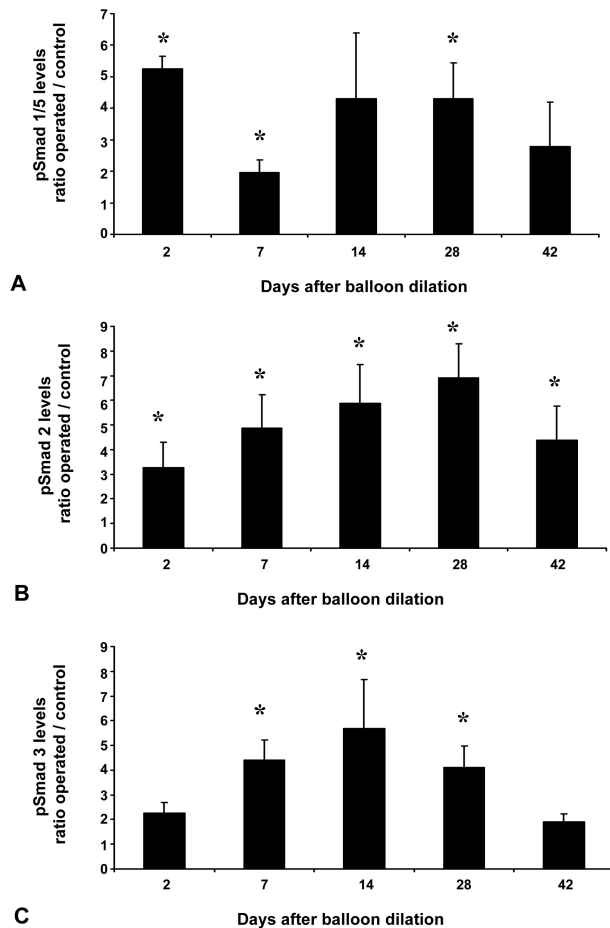 pSmad 1/5 levels
ratio operated / control
7
6
5
4
3
2
1
0
* * *
2 7 14 28 42
A
Days after balloon dilation
pSmad 2 levels
ratio operated / control
9
8
7
6
5
4
3
2
1
0
* * * * *
2 7 14 28 42
B
Days after balloon dilation
pSmad 3 levels
ratio operated / control
9
8
7
6
5
4
3
2
1
0
* * *
2 7 14 28 42
C
Days after balloon dilation